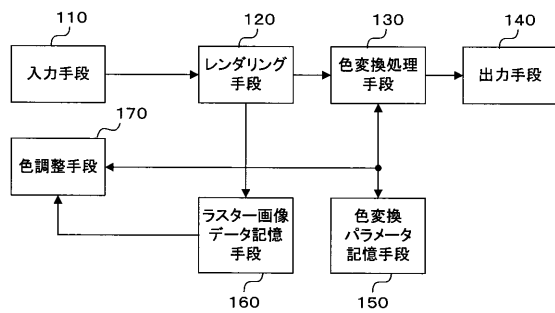 110
120
130
140
入力手段
レンダリング
手段
色変換処理
手段
出力手段
170
色調整手段
ラスター画像
データ記憶
手段
色変換
パラメータ
記憶手段
160
150